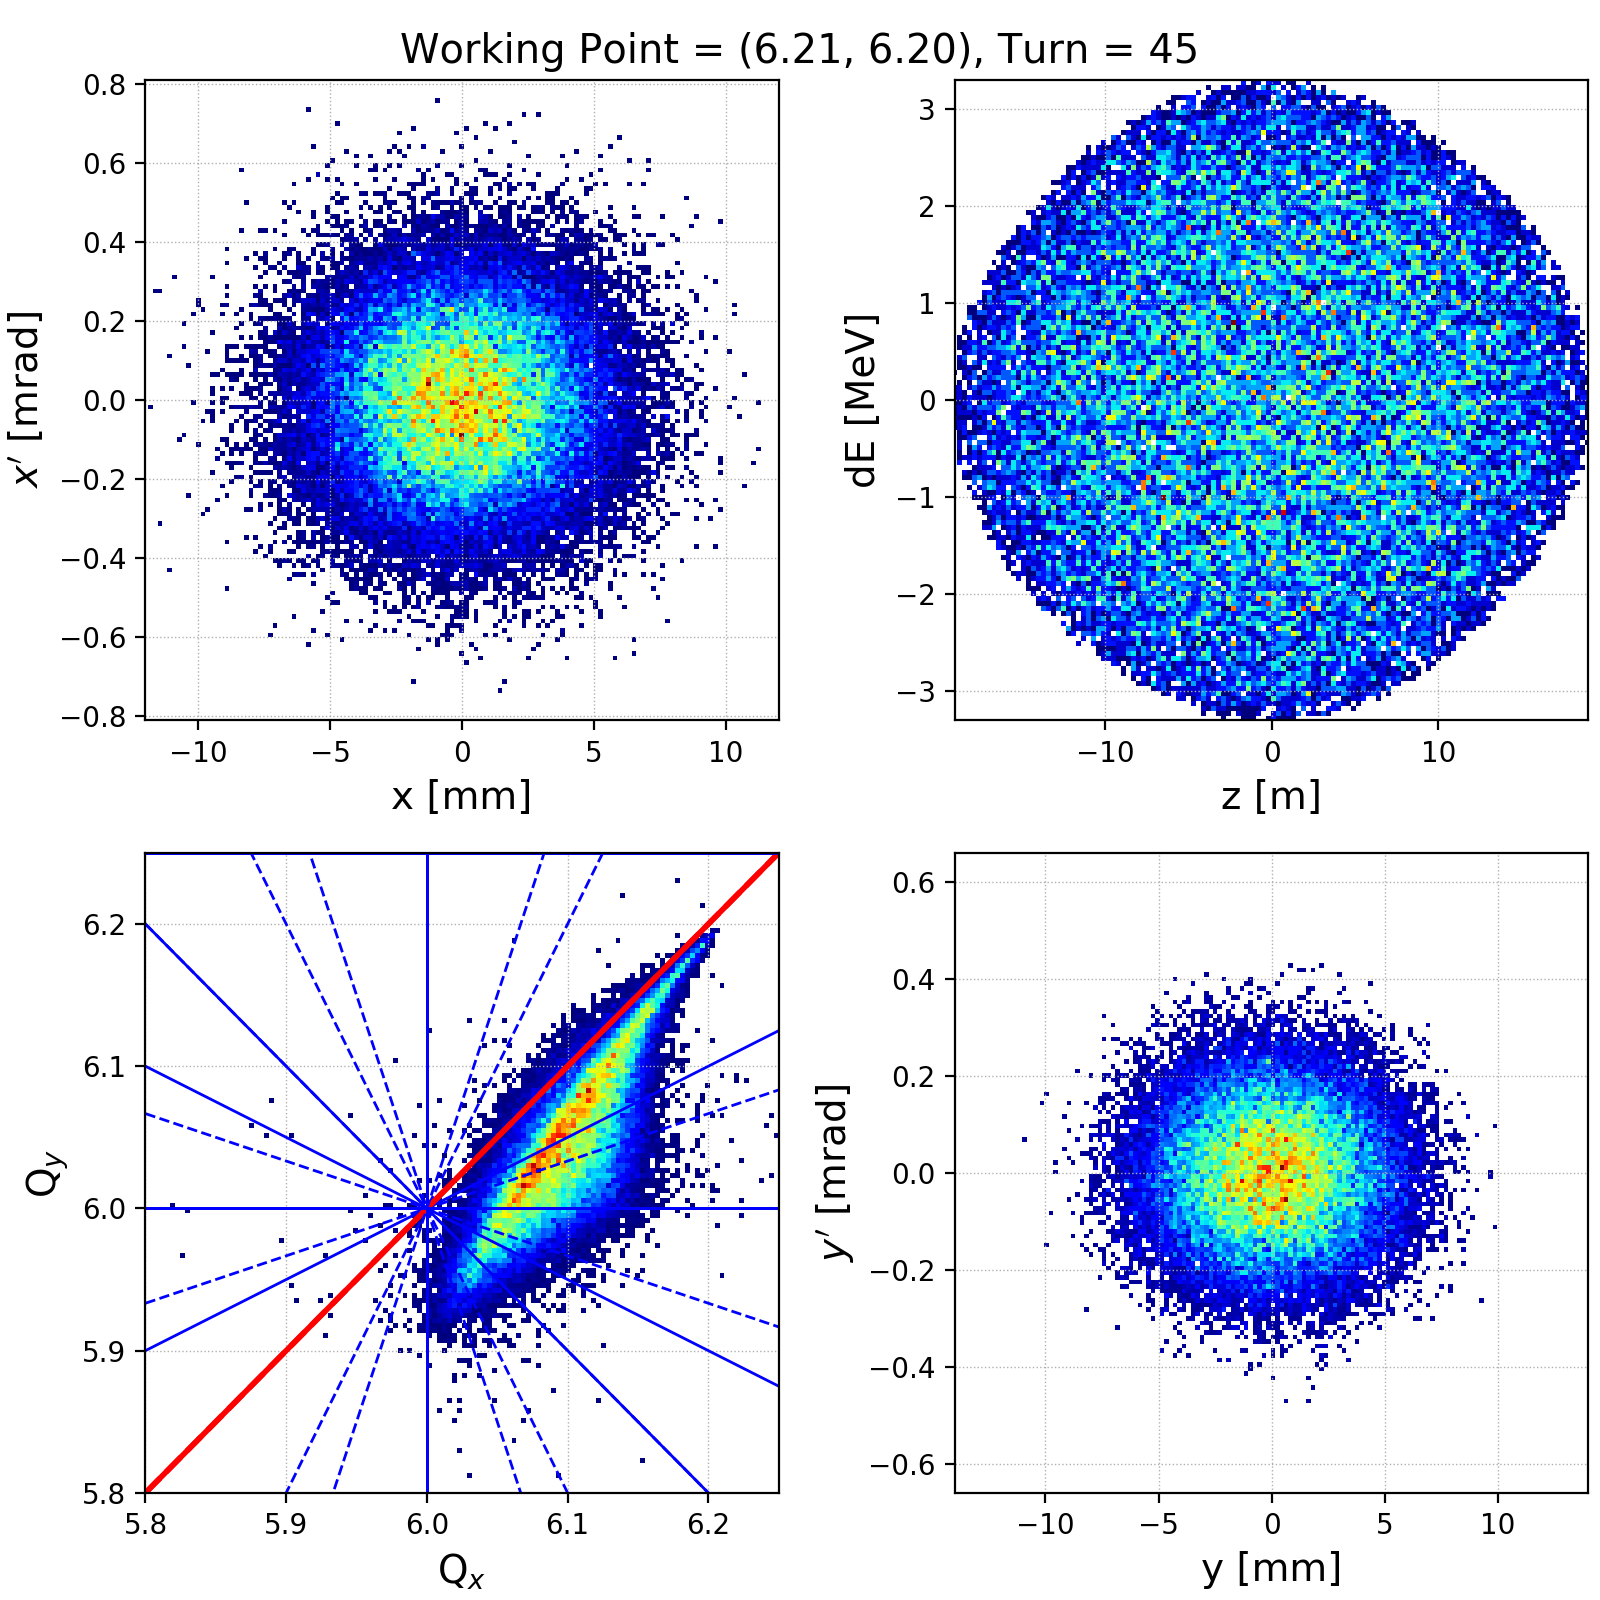 Working Point = (6.21, 6.20), Turn = 45
0.8
0.6
0.4
0.2
0.0
−0.2
−0.4
−0.6
−0.8
x′ [mrad]
−10 −5 0 5 10
x [mm]
3
2
1
0
−1
−2
−3
dE [MeV]
−10 0 10
z [m]
6.2
6.1
6.0
5.9
5.8
Qy
5.8 5.9 6.0 6.1 6.2
Qx
0.6
0.4
0.2
0.0
−0.2
−0.4
−0.6
y′ [mrad]
−10 −5 0 5 10
y [mm]